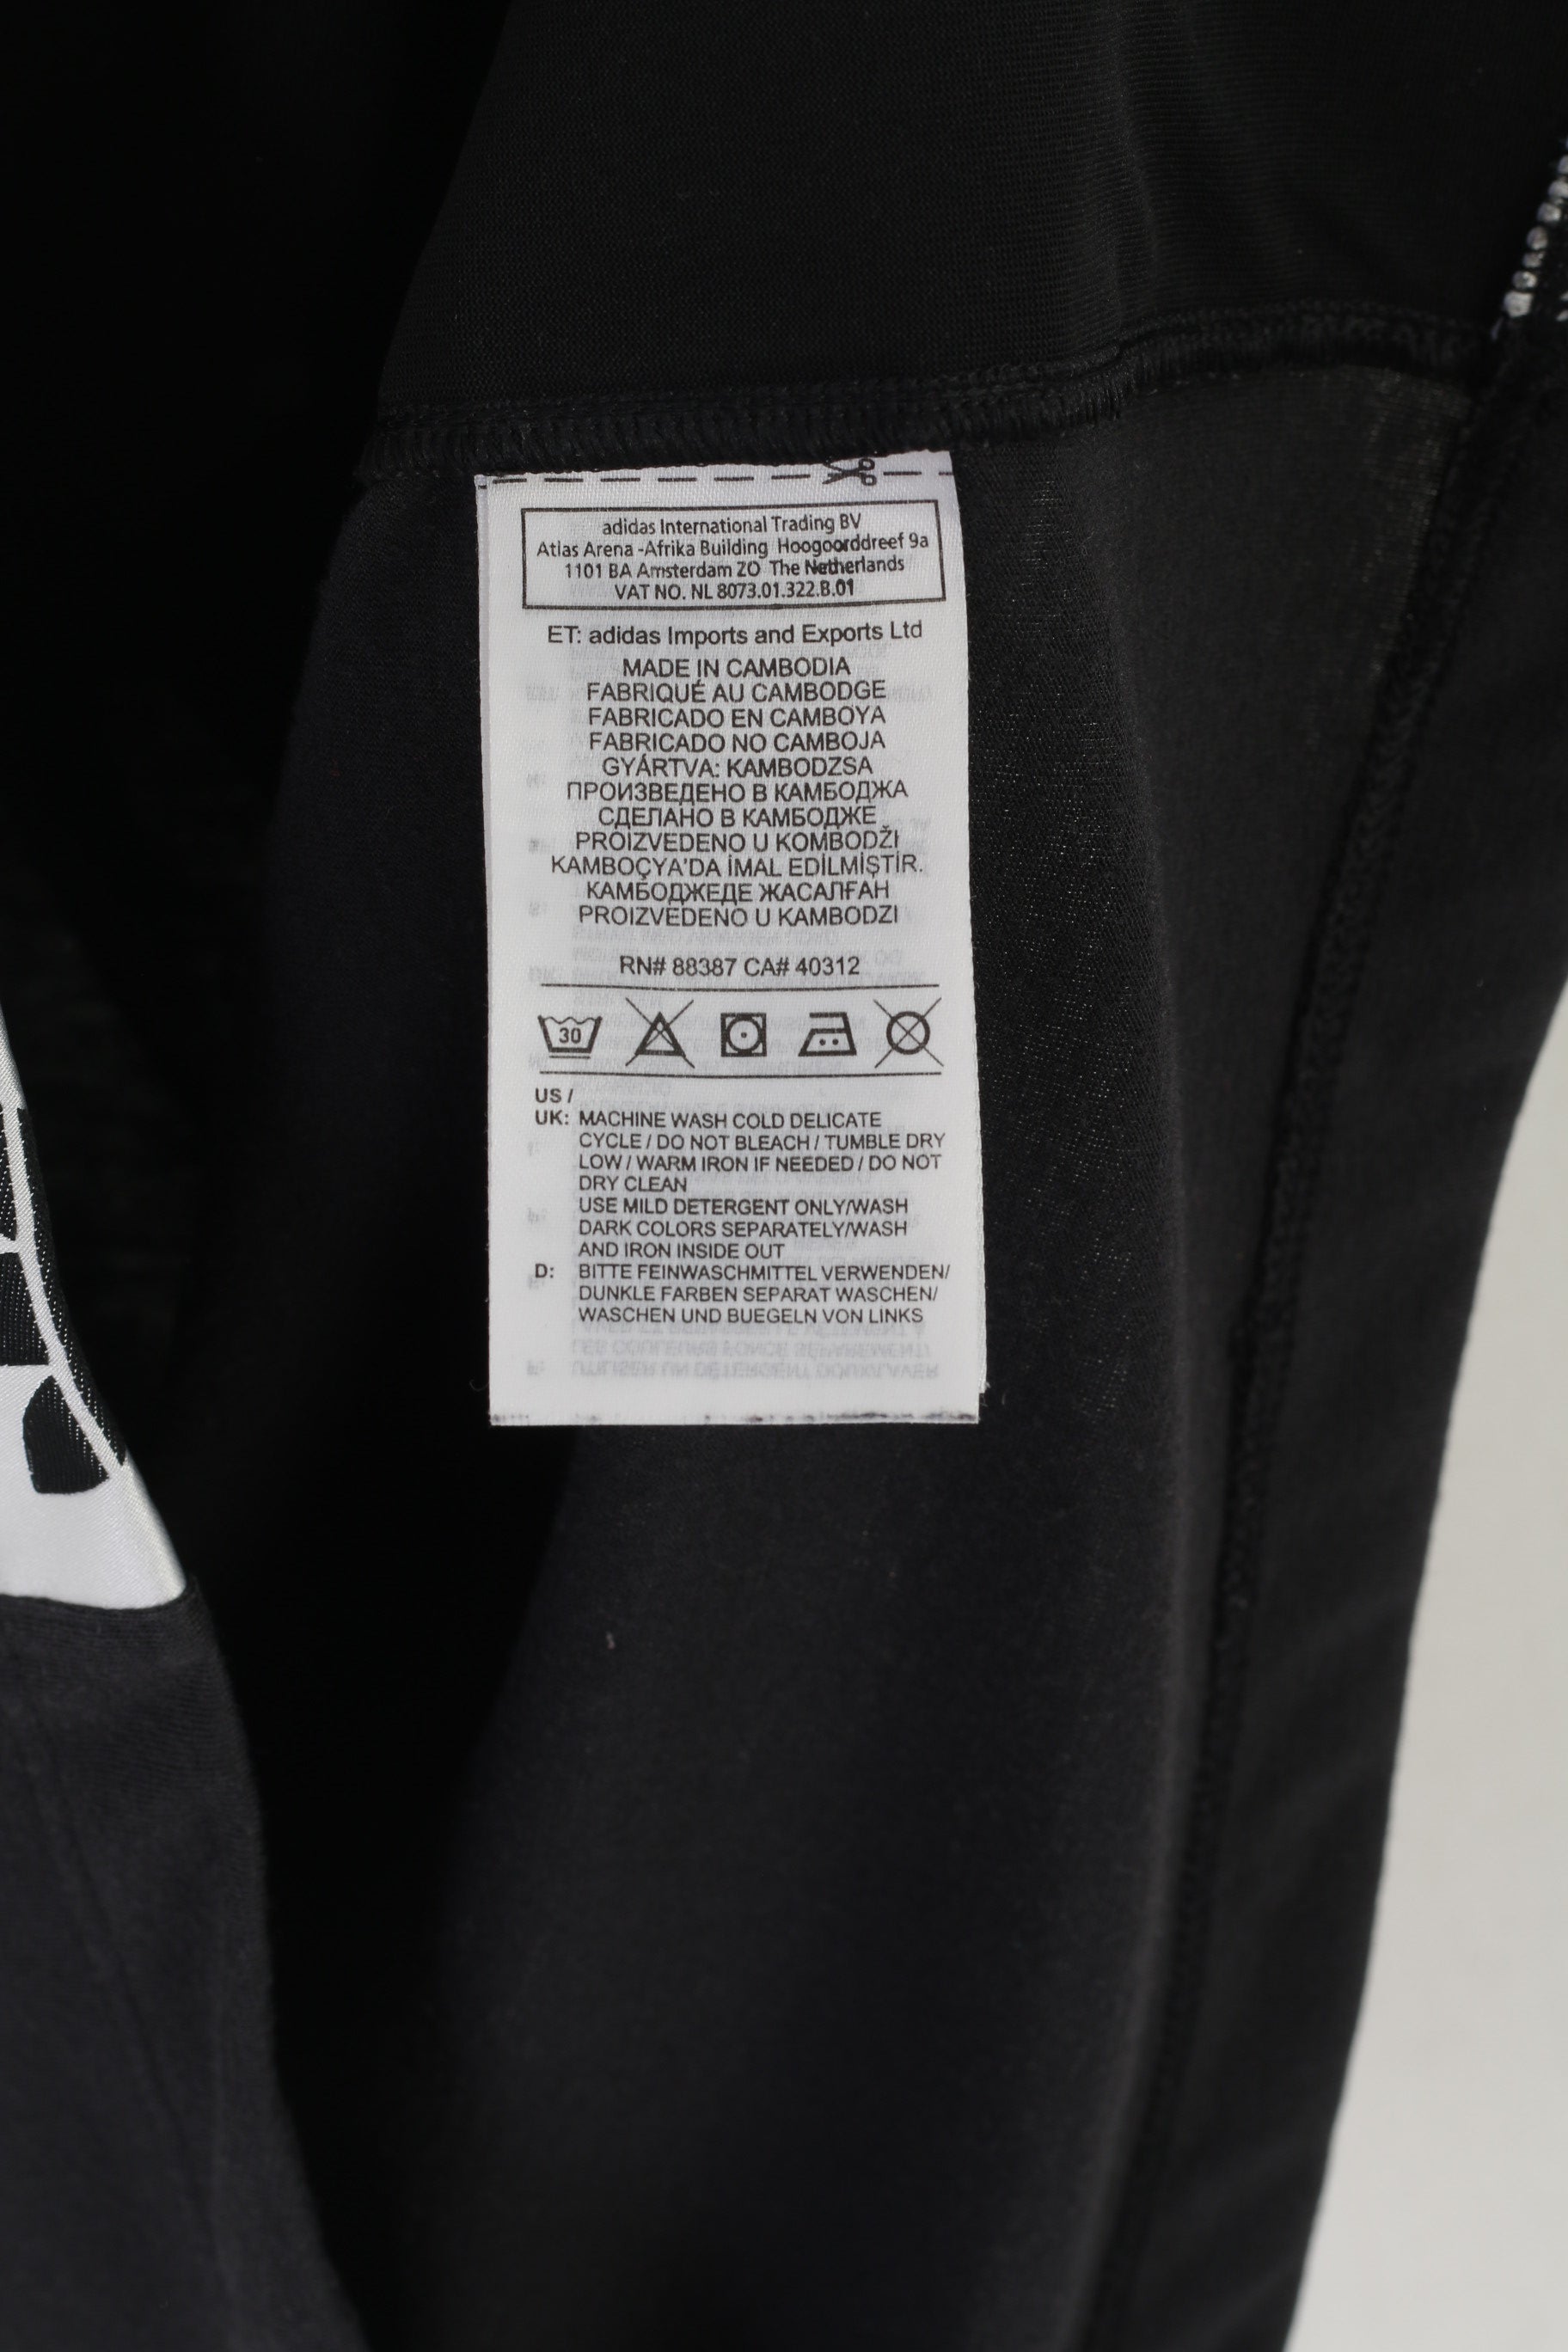 adidas International Trading BV
Atlas Arena -Afrika Building Hoogoorddreef 9a
1101 BA Amsterdam ZO The Netherlands
VAT NO. NL 8073.01.322.B.01
ET: adidas Imports and Exports Ltd
MADE IN CAMBODIA
FABRIQUÉ AU CAMBODGE
FABRICADO EN CAMBOYA
FABRICADO NO CAMBOJA
GYÁRTVA: KAMBODZSA
ПРОИЗВЕДЕНО В КАМБОДЖА
СДЕЛАНО В КАМБОДЖЕ
PROIZVEDENO U KOMBODŽI
KAMBOÇYA'DA İMAL EDİLMİŞTİR.
КАМБОДЖЕДЕ ЖАСАЛҒАН
PROIZVEDENO U KAMBODZI
RN# 88387 CA# 40312
30
US /
UK: MACHINE WASH COLD DELICATE
CYCLE / DO NOT BLEACH / TUMBLE DRY
LOW / WARM IRON IF NEEDED / DO NOT
DRY CLEAN
USE MILD DETERGENT ONLY/WASH
DARK COLORS SEPARATELY/WASH
AND IRON INSIDE OUT
D: BITTE FEINWASCHMITTEL VERWENDEN/
DUNKLE FARBEN SEPARAT WASCHEN/
WASCHEN UND BUEGELN VON LINKS